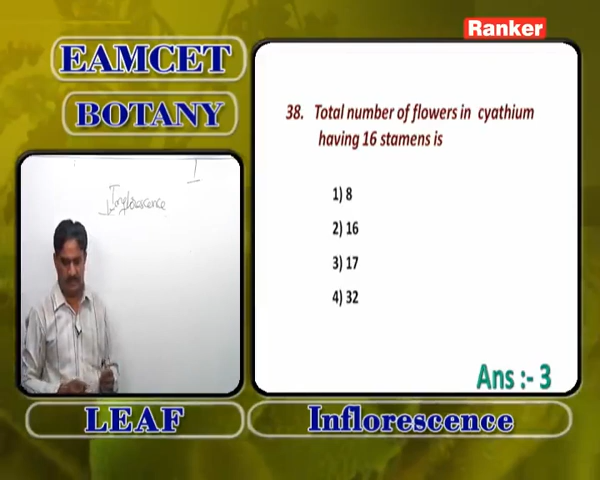 Ranker
EAMCET
BOTANY
38. Total number of flowers in cyathium
having 16 stamens is
1) 8
2) 16
3) 17
4) 32
Ans :- 3
Inflorescence
LEAF
Inflorescence